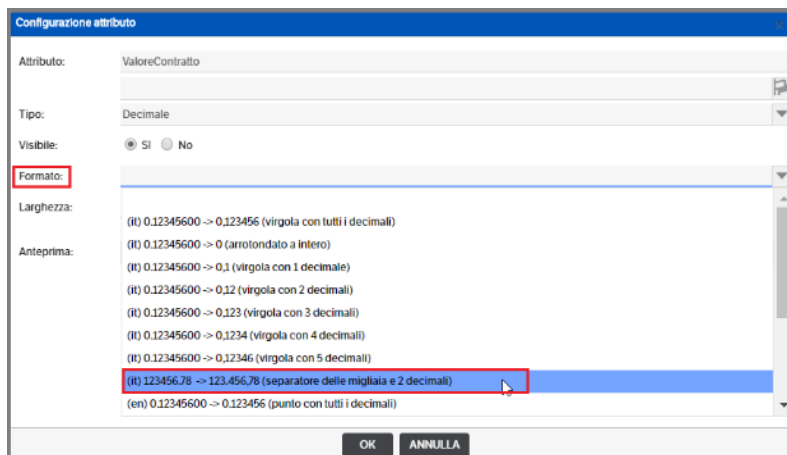 Configurazione attributo
Attributo: ValoreContratto
Tipo: Decimale
Visibile: SI No
Formato:
Larghezza:
Anteprima:
(it) 0.12345600 -> 0,123456 (virgola con tutti i decimali)
(it) 0.12345600 -> 0 (arrotondato a intero)
(it) 0.12345600 -> 0,1 (virgola con 1 decimale)
(it) 0.12345600 -> 0,12 (virgola con 2 decimali)
(it) 0.12345600 -> 0,123 (virgola con 3 decimali)
(it) 0.12345600 -> 0,1234 (virgola con 4 decimali)
(it) 0.12345600 -> 0,12346 (virgola con 5 decimali)
(it) 123456.78 -> 123.456,78 (separatore delle migliaia e 2 decimali)
(en) 0.12345600 -> 0.123456 (punto con tutti i decimali)
OK ANNULLA